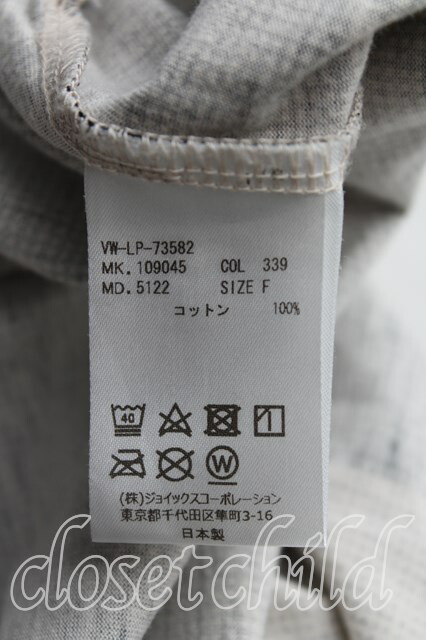 VW-LP-73582
MK. 109045 COL 339
MD. 5122 SIZE F
コットン 100%
40
W
(株)ジョイックスコーポレーション
東京都千代田区隼町3-16
日本製
closetchild